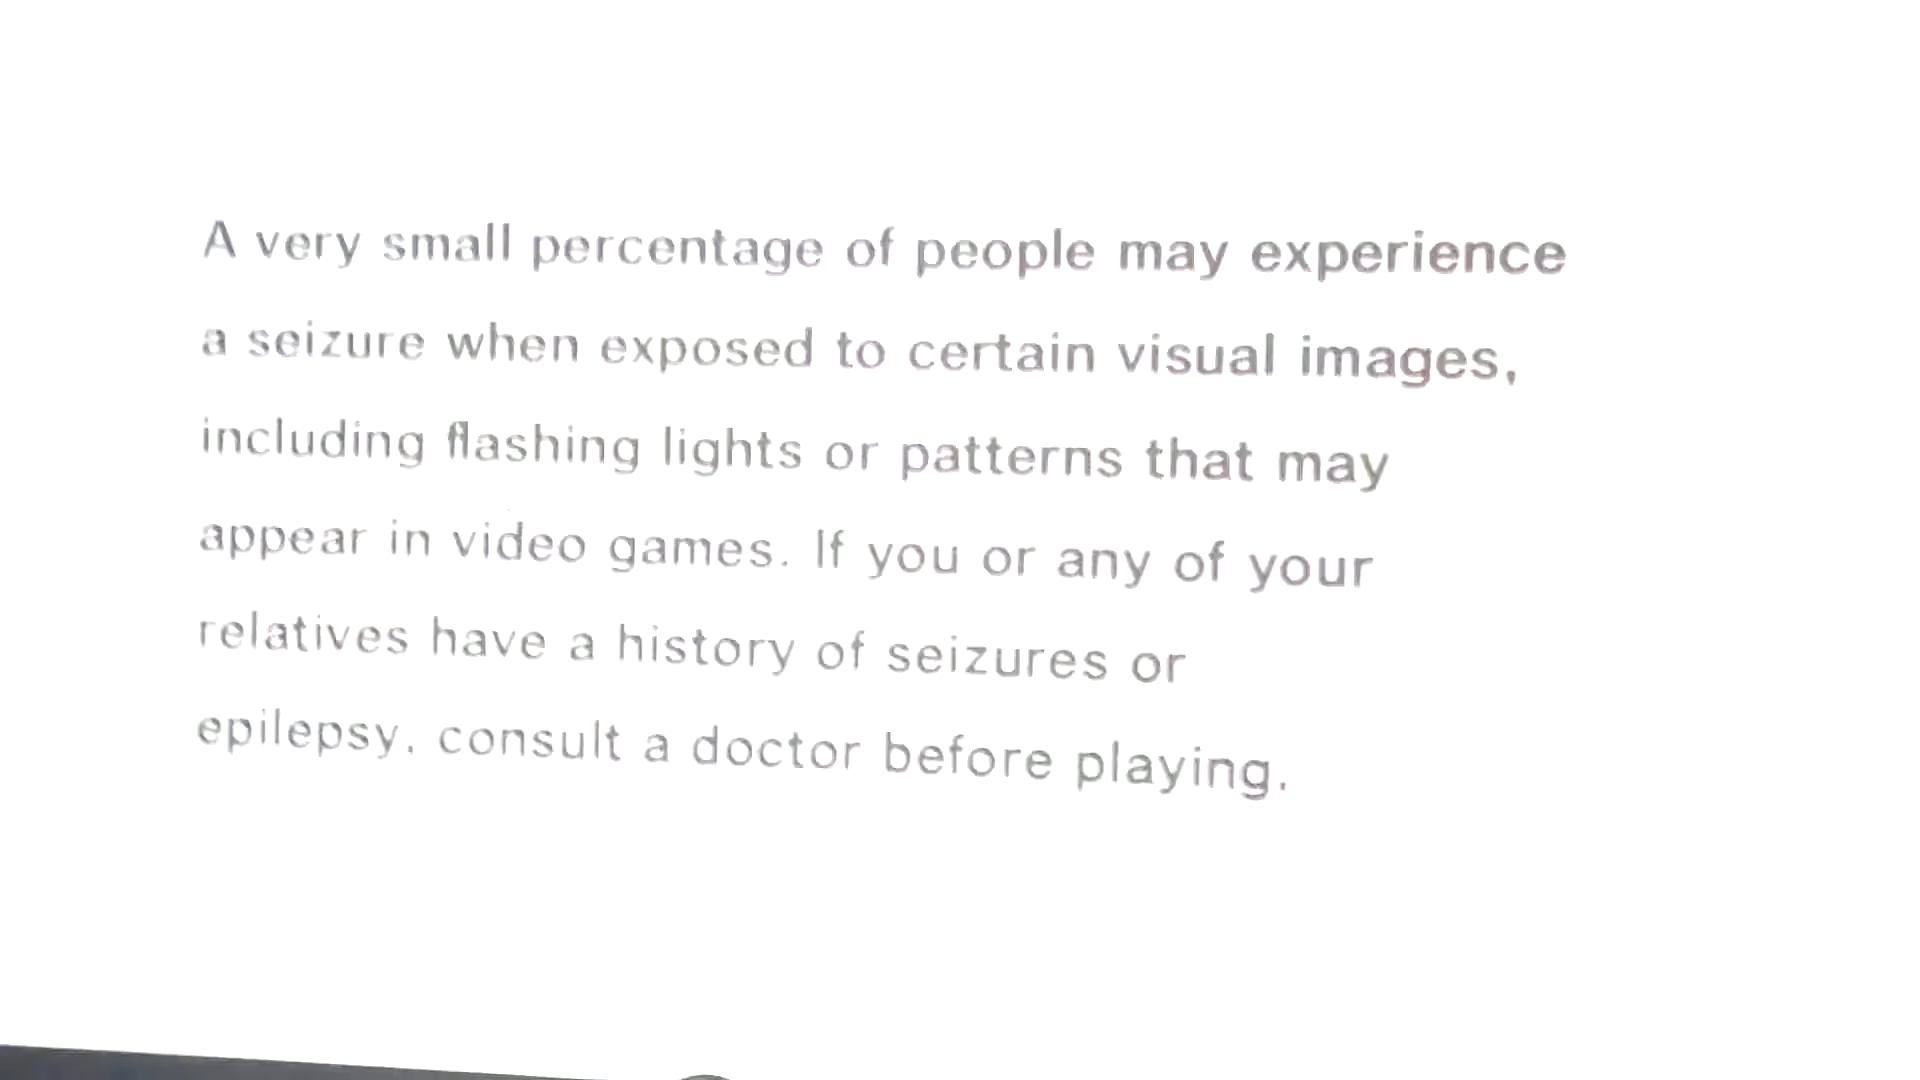 A very small percentage of people may experience
a seizure when exposed to certain visual images,
including flashing lights or patterns that may
appear in video games. If you or any of your
relatives have a history of seizures or
epilepsy, consult a doctor before playing.